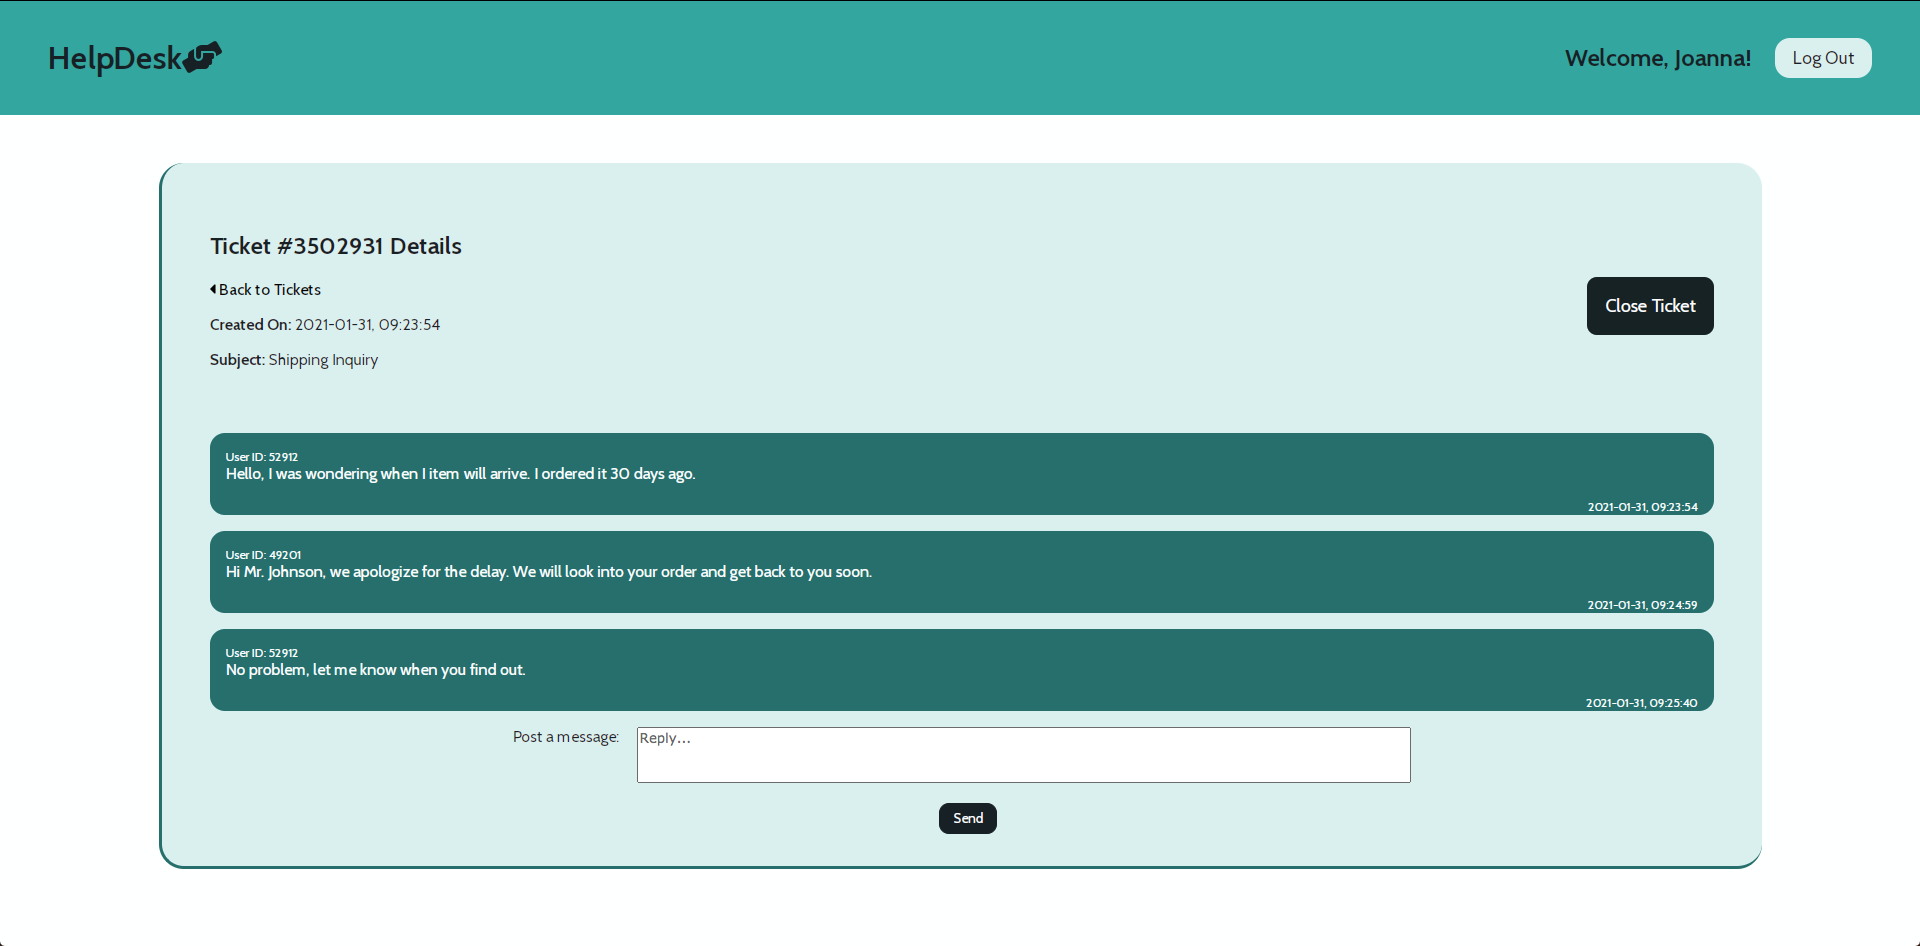 HelpDesk
Welcome, Joanna!
Log Out
Ticket #3502931 Details
Back to Tickets
Close Ticket
Created On: 2021-01-31, 09:23:54
Subject: Shipping Inquiry
User ID: 52912
Hello, I was wondering when I item will arrive. I ordered it 30 days ago.
2021-01-31, 09:23:54
User ID: 49201
Hi Mr. Johnson, we apologize for the delay. We will look into your order and get back to you soon.
2021-01-31, 09:24:59
User ID: 52912
No problem, let me know when you find out.
2021-01-31, 09:25:40
Post a message:
Reply...
Send